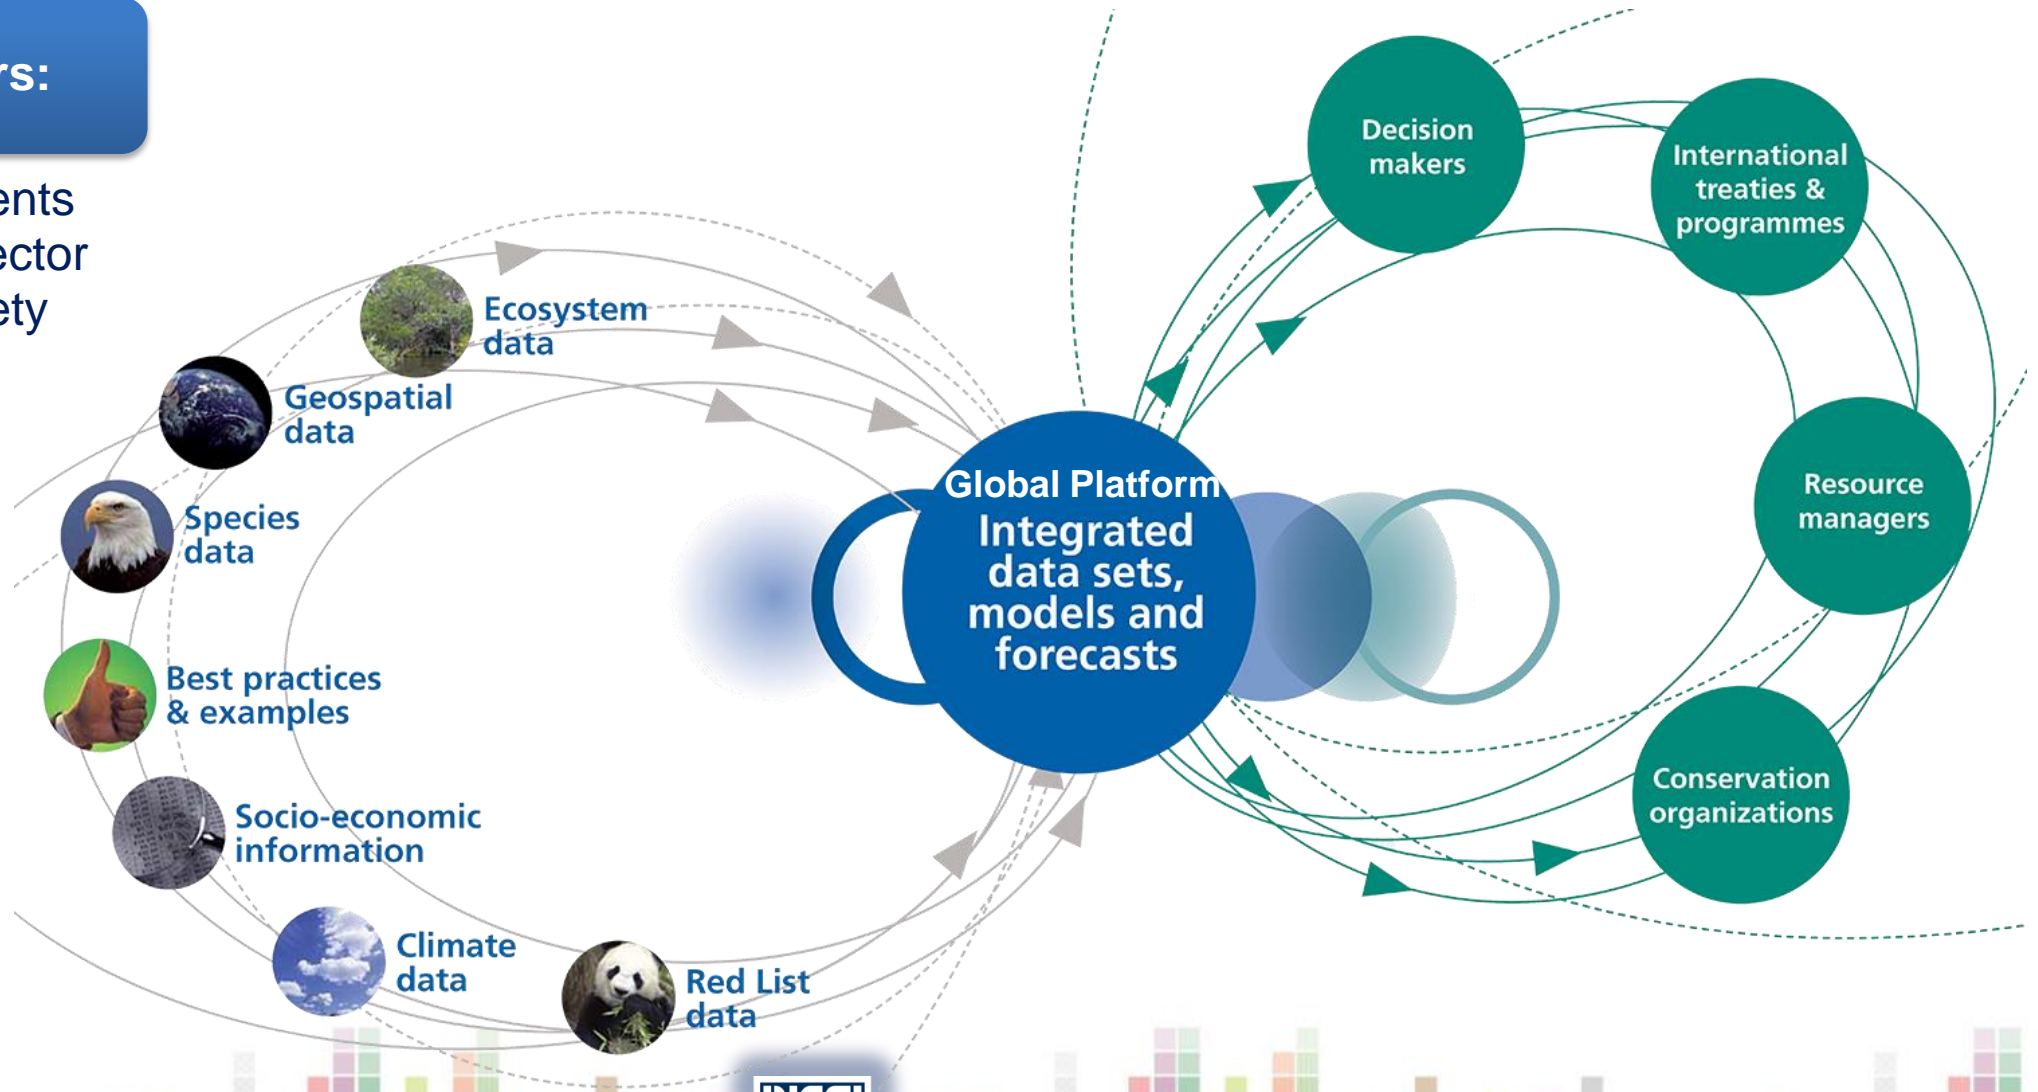 rs:
ents
ector
ety
Ecosystem
data
Geospatial
data
Species
data
Best practices
& examples
Socio-economic
information
Climate
data
Red List
data
Global Platform
Integrated
data sets,
models and
forecasts
Decision
makers
International
treaties &
programmes
Resource
managers
Conservation
organizations